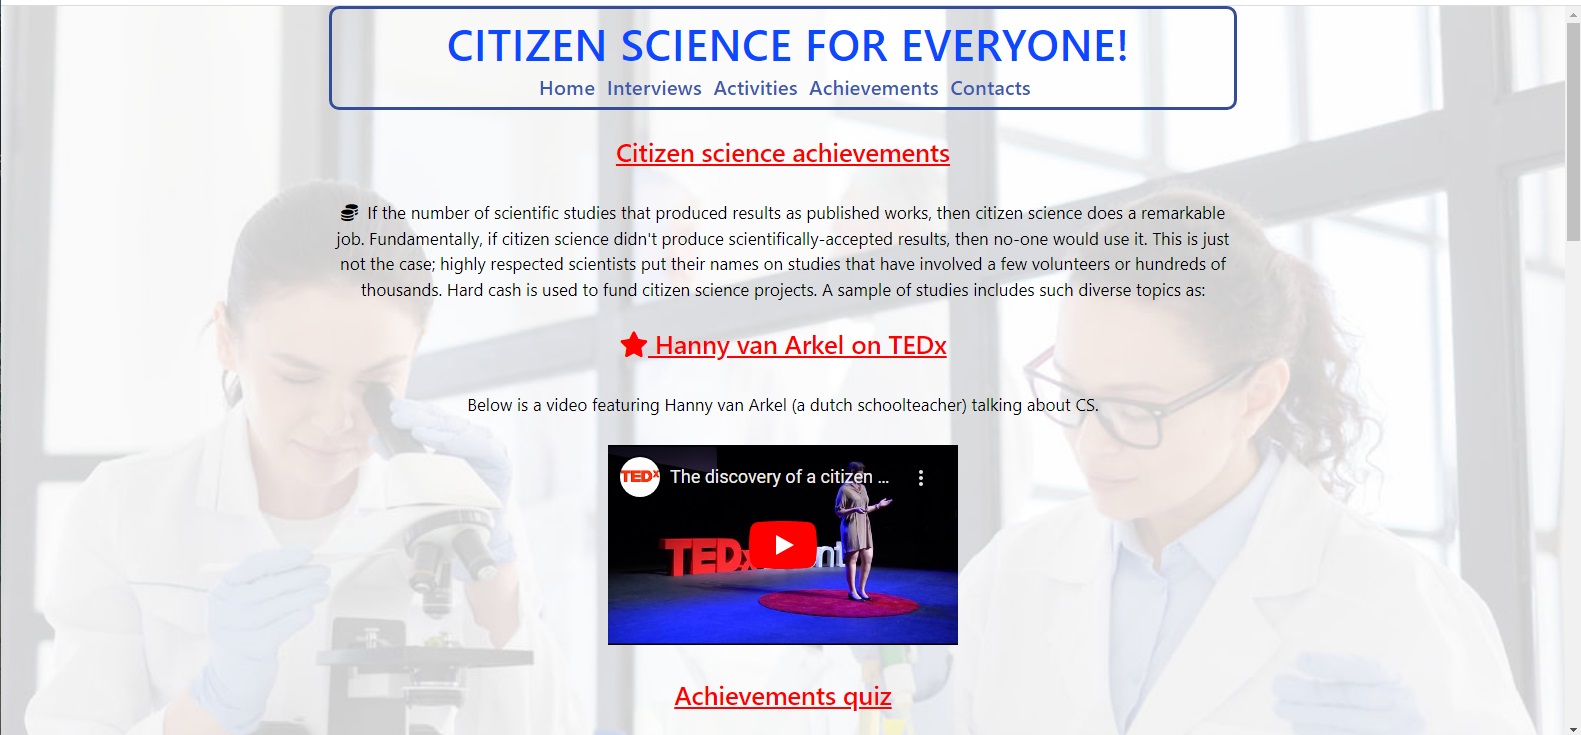 CITIZEN SCIENCE FOR EVERYONE!
Home Interviews Activities Achievements Contacts
Citizen science achievements
If the number of scientific studies that produced results as published works, then citizen science does a remarkable
job. Fundamentally, if citizen science didn't produce scientifically-accepted results, then no-one would use it. This is just
not the case; highly respected scientists put their names on studies that have involved a few volunteers or hundreds of
thousands. Hard cash is used to fund citizen science projects. A sample of studies includes such diverse topics as:
Hanny van Arkel on TEDx
Below is a video featuring Hanny van Arkel (a dutch schoolteacher) talking about CS.
TEDx The discovery of a citizen ...
TEDx
Achievements quiz